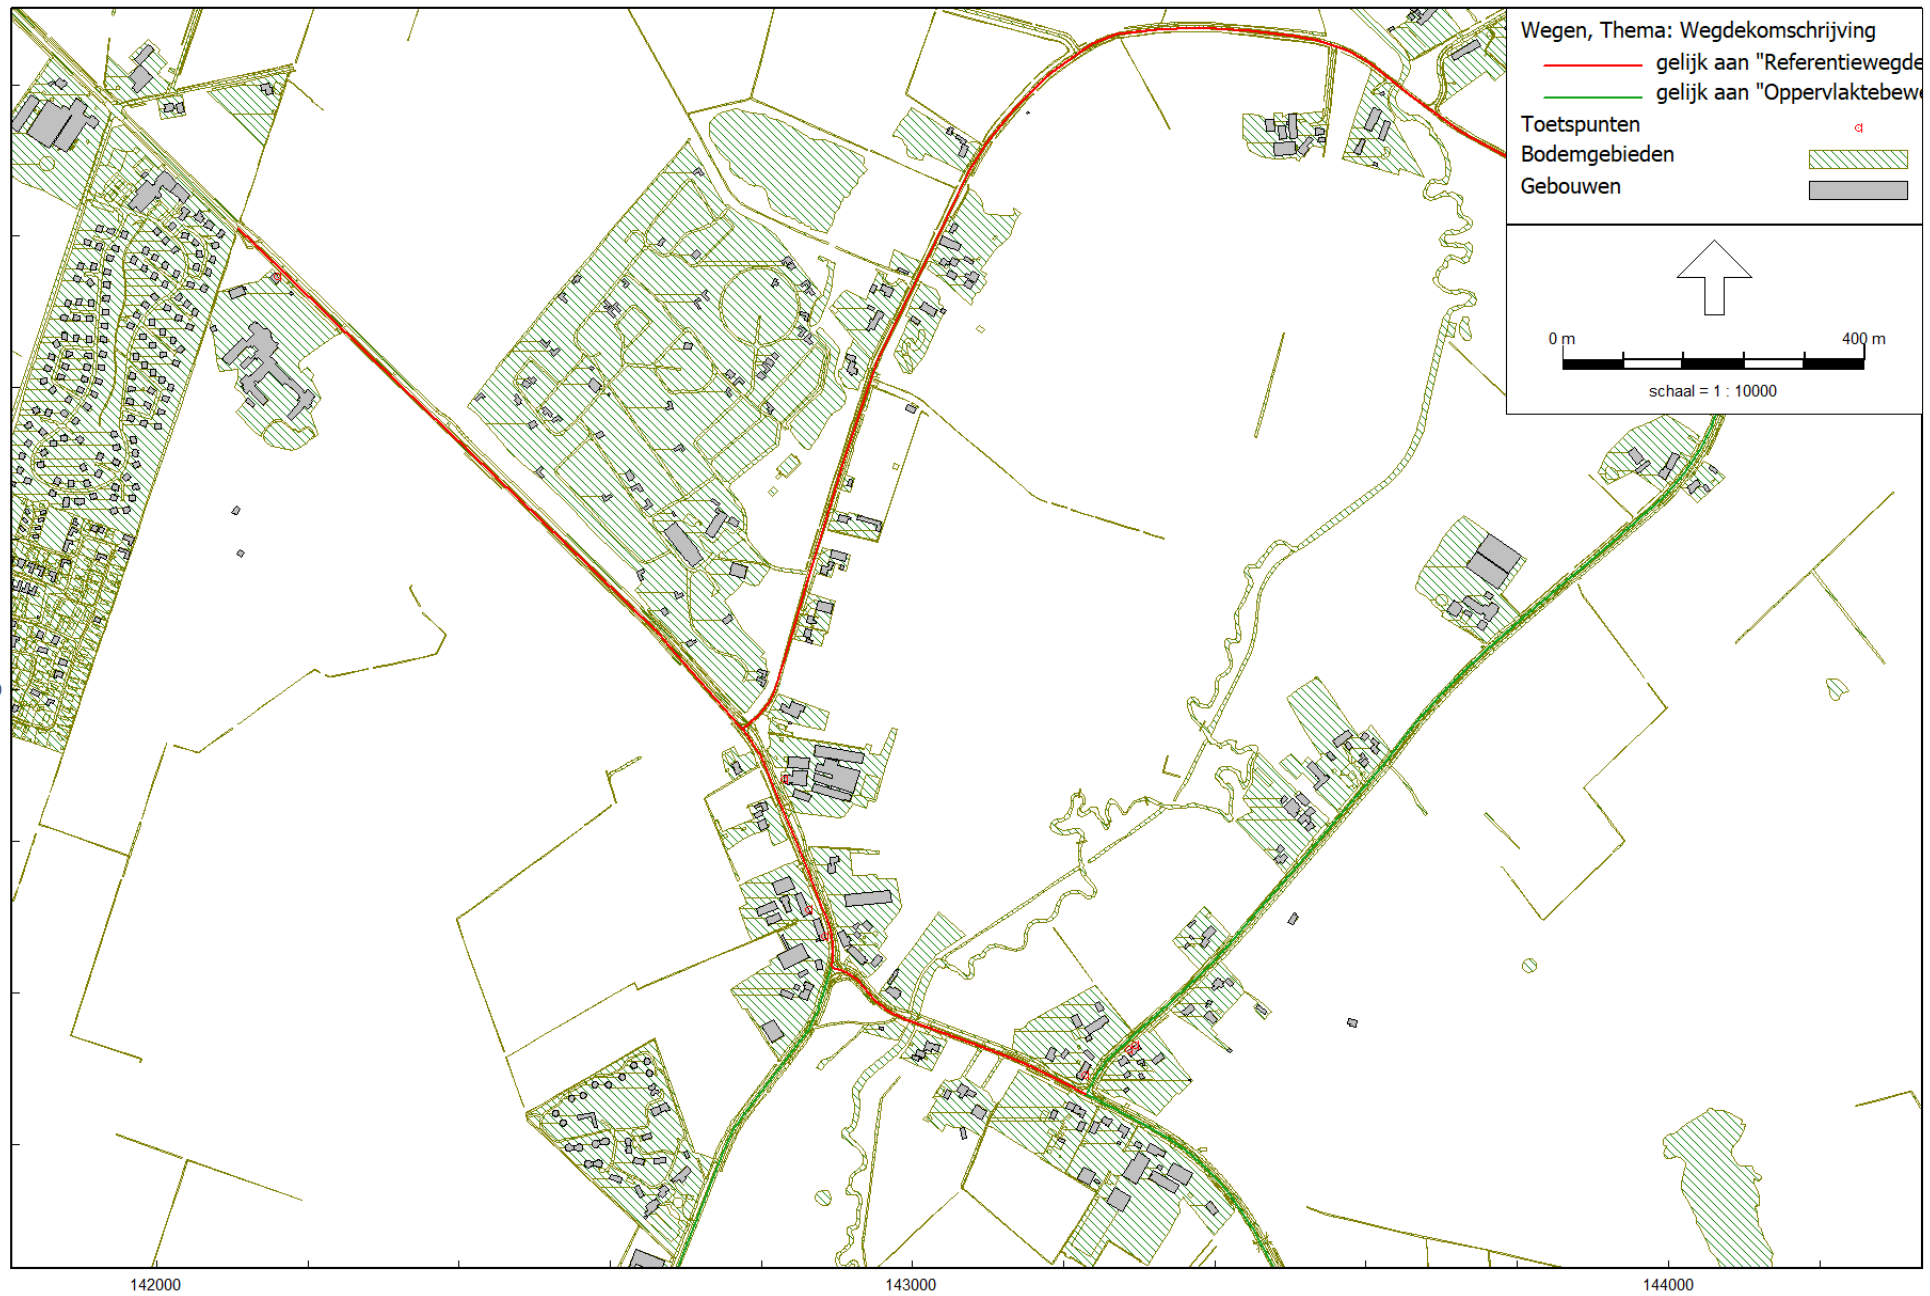 Wegen, Thema: Wegdekomschrijving
gelijk aan "Referentiewegde
gelijk aan "Oppervlaktebewe
Toetspunten
Bodemgebieden
Gebouwen
0 m 400 m
schaal = 1 : 10000
142000 143000 144000